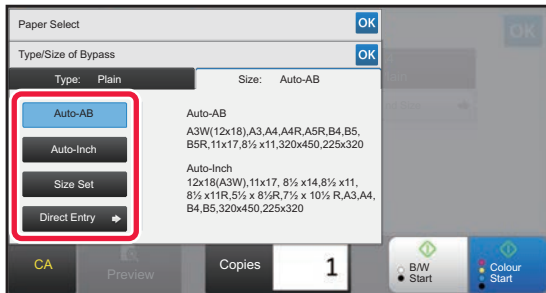 Paper Select
OK
OK
Type/Size of Bypass
OK
Type: Plain
Size: Auto-AB
Auto-AB
Auto-Inch
Size Set
Direct Entry
Auto-AB
A3W(12x18),A3,A4,A4R,A5R,B4,B5,
B5R,11x17,8½ x11,320x450,225x320
Auto-Inch
12x18(A3W),11x17, 8½ x14,8½ x11,
8½ x11R,5½ x 8½R,7½ x 10½ R,A3,A4,
B4,B5,320x450,225x320
CA
Preview
Copies
1
B/W
Start
Colour
Start